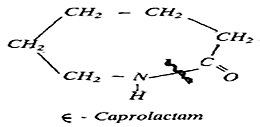 CH₂ - CH₂
CH₂ CH₂
C
CH₂ - N O
H
ϵ - Caprolactam